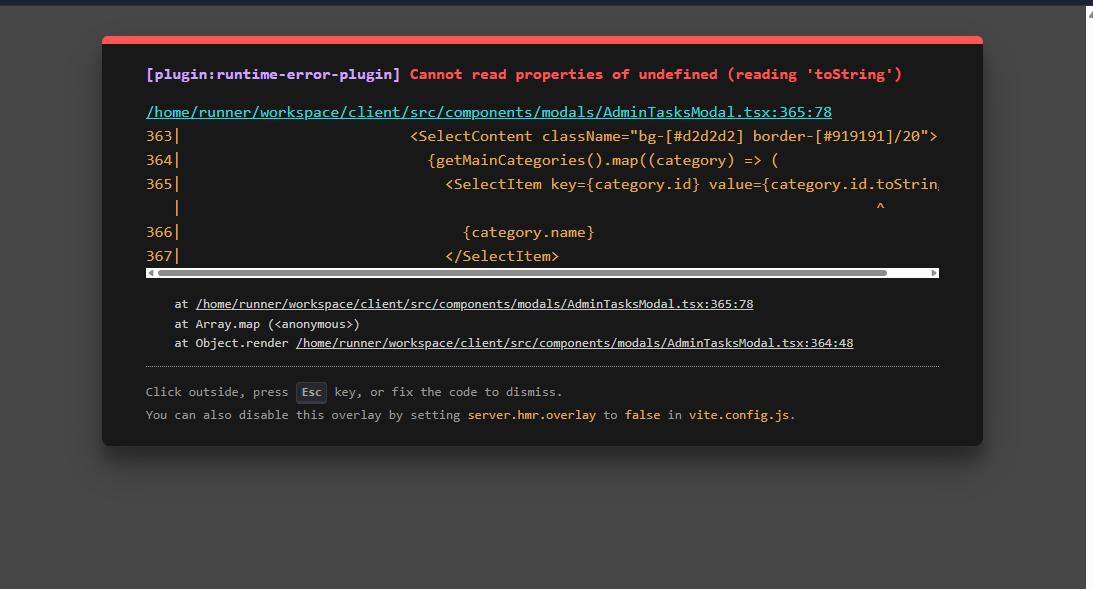 [plugin:runtime-error-plugin] Cannot read properties of undefined (reading 'toString')
/home/runner/workspace/client/src/components/modals/AdminTasksModal.tsx:365:78
363|                          <SelectContent className="bg-[#d2d2d2] border-[#919191]/20">
364|                            {getMainCategories().map((category) => (
365|                              <SelectItem key={category.id} value={category.id.toString
   |                                                                              ^
366|                                {category.name}
367|                              </SelectItem>
at /home/runner/workspace/client/src/components/modals/AdminTasksModal.tsx:365:78
at Array.map (<anonymous>)
at Object.render /home/runner/workspace/client/src/components/modals/AdminTasksModal.tsx:364:48
Click outside, press Esc key, or fix the code to dismiss.
You can also disable this overlay by setting server.hmr.overlay to false in vite.config.js.